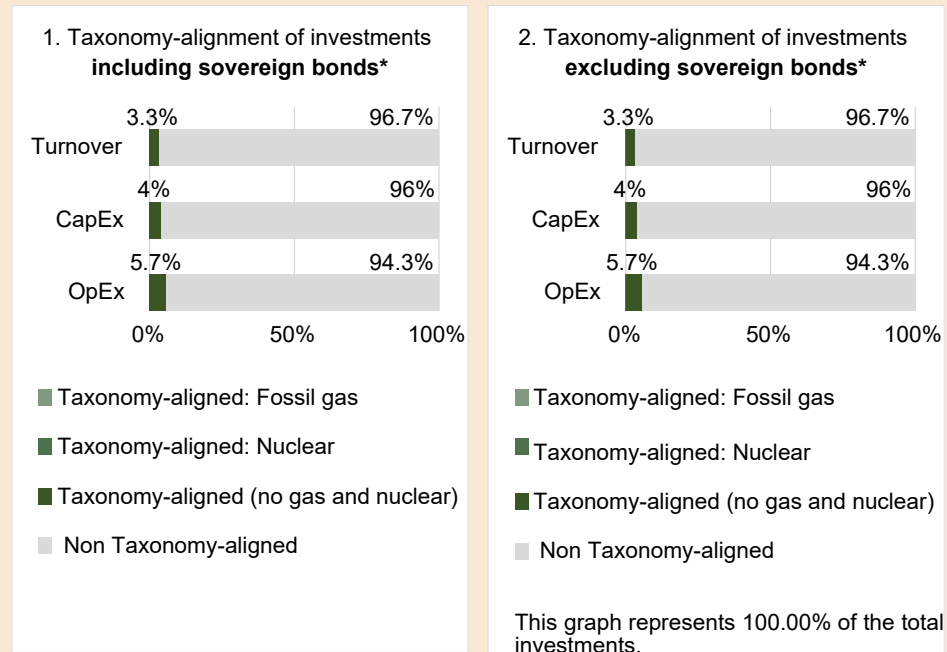 1. Taxonomy-alignment of investments
including sovereign bonds*
3.3% 96.7%
Turnover
4% 96%
CapEx
5.7% 94.3%
OpEx
0% 50% 100%
Taxonomy-aligned: Fossil gas
Taxonomy-aligned: Nuclear
Taxonomy-aligned (no gas and nuclear)
Non Taxonomy-aligned
2. Taxonomy-alignment of investments
excluding sovereign bonds*
3.3% 96.7%
Turnover
4% 96%
CapEx
5.7% 94.3%
OpEx
0% 50% 100%
Taxonomy-aligned: Fossil gas
Taxonomy-aligned: Nuclear
Taxonomy-aligned (no gas and nuclear)
Non Taxonomy-aligned
This graph represents 100.00% of the total
investments.